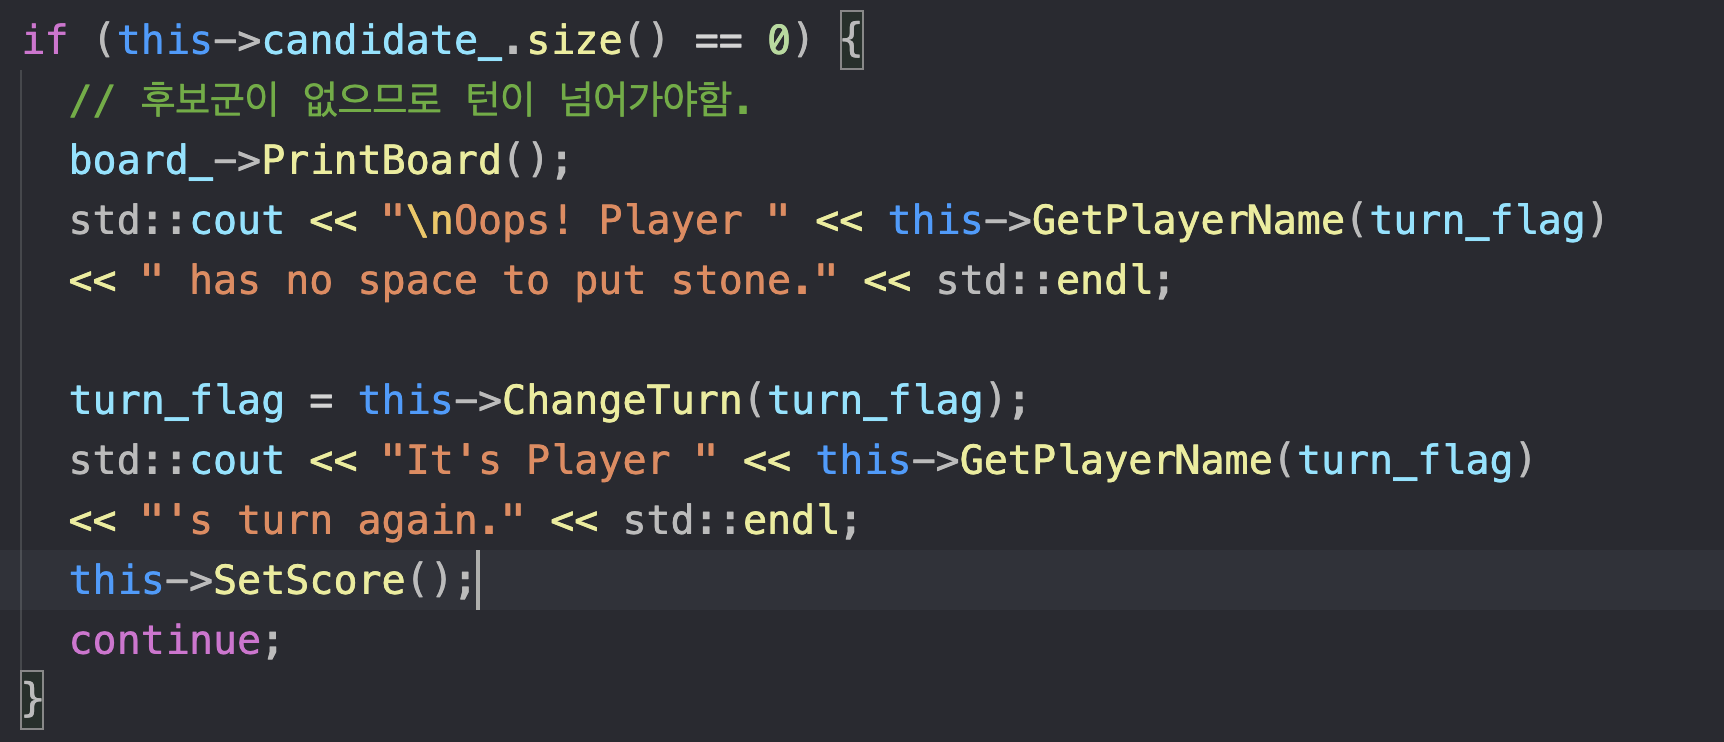 if (this->candidate_.size() == 0) {
// 후보군이 없으므로 턴이 넘어가야함.
board_->PrintBoard();
std::cout << "\nOops! Player " << this->GetPlayerName(turn_flag)
<< " has no space to put stone." << std::endl;
turn_flag = this->ChangeTurn(turn_flag);
std::cout << "It's Player " << this->GetPlayerName(turn_flag)
<< "'s turn again." << std::endl;
this->SetScore();
continue;
}